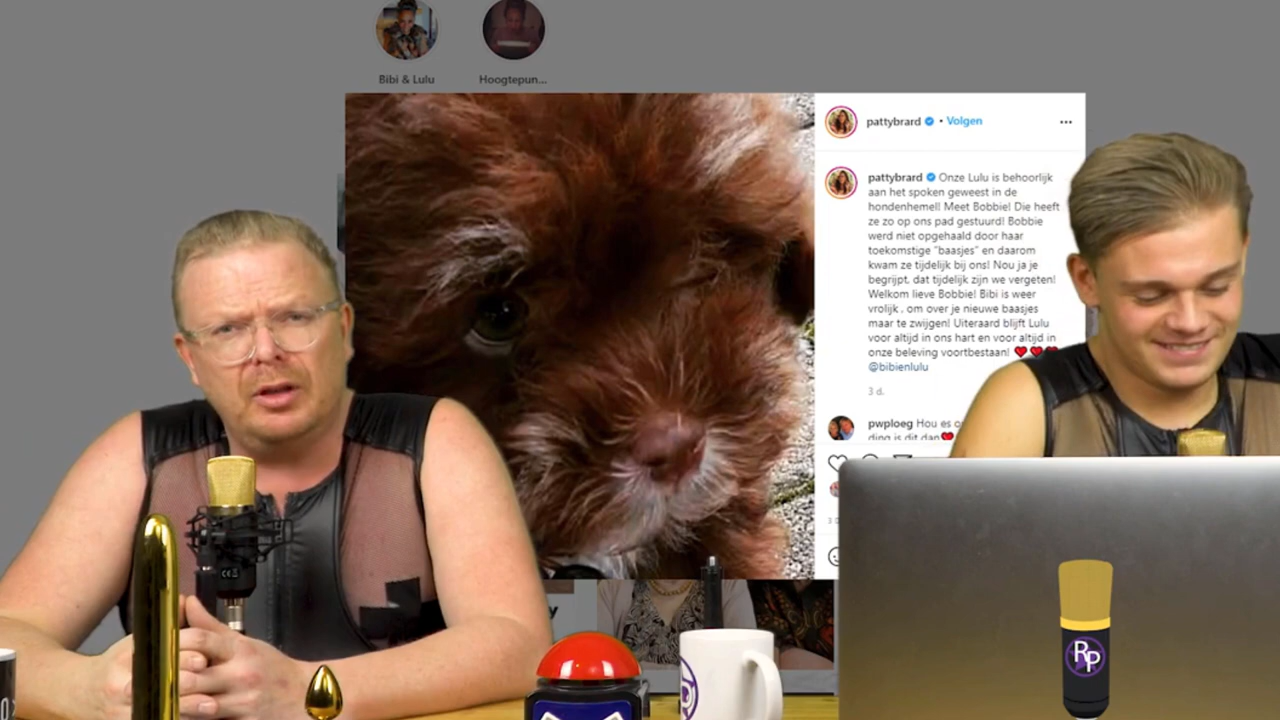 Bibi & Lulu
Hoogtepun...
pattybrard • Volgen
pattybrard Onze Lulu is behoorlijk
aan het spoken geweest in de
hondenhemel! Meet Bobbie! Die heeft
ze zo op ons pad gestuurd! Bobbie
werd niet opgehaald door haar
toekomstige "baasjes" en daarom
kwam ze tijdelijk bij ons! Nou ja je
begrijpt, dat tijdelijk zijn we vergeten!
Welkom lieve Bobbie! Bibi is weer
vrolijk , om over je nieuwe baasjes
maar te zwijgen! Uiteraard blijft Lulu
voor altijd in ons hart en voor altijd in
onze beleving voortbestaan! ❤️❤️❤️
@bibienlulu
3 d.
pwploeg Hou es o
ding is dit dan❤️
CE
RP